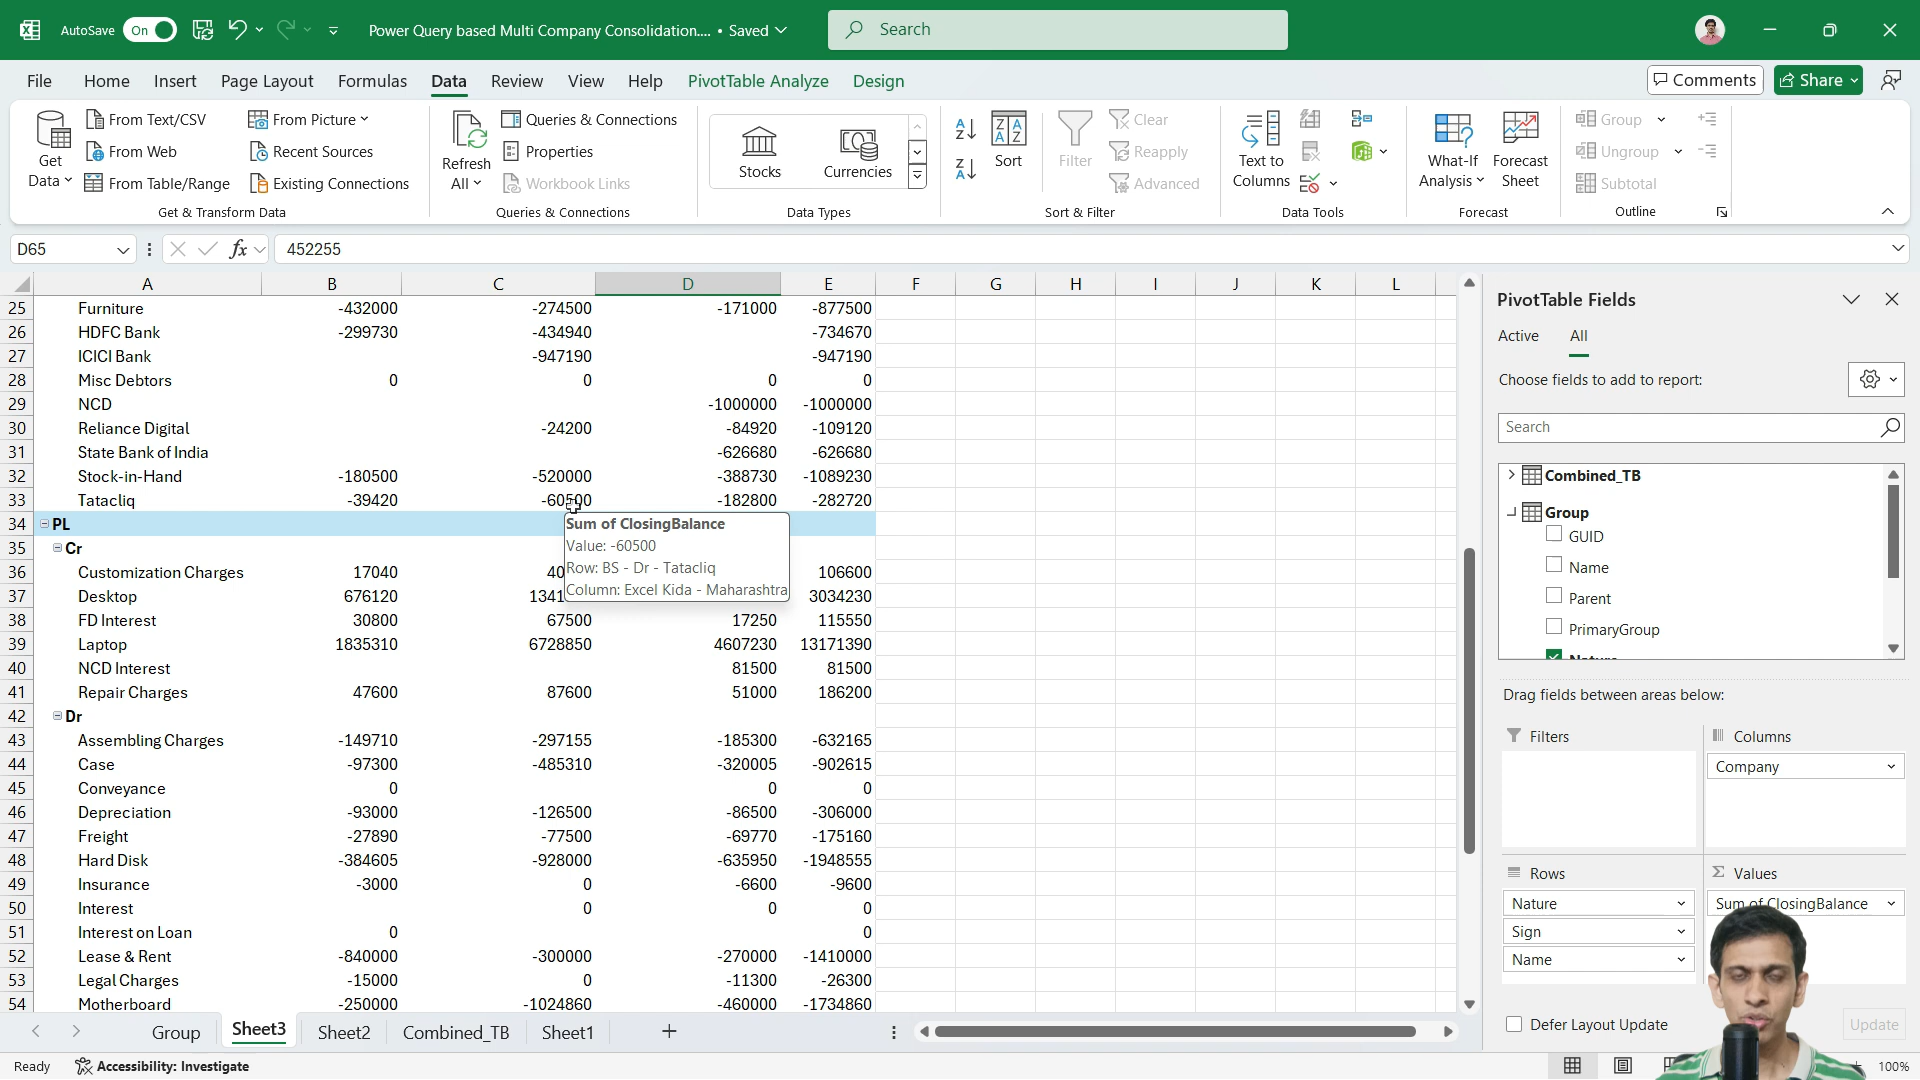 AutoSave On Power Query based Multi Company Consolidation.... • Saved Search
File Home Insert Page Layout Formulas Data Review View Help PivotTable Analyze Design Comments Share
Get Data
From Text/CSV
From Web
From Table/Range
From Picture
Recent Sources
Existing Connections
Get & Transform Data
Refresh All
Queries & Connections
Properties
Workbook Links
Queries & Connections
Stocks
Currencies
Data Types
Sort
Filter
Clear
Reapply
Advanced
Sort & Filter
Text to Columns
Data Tools
What-If Analysis
Forecast Sheet
Forecast
Group
Ungroup
Subtotal
Outline
D65 fx 452255
A B C D E F G H I J K L
25 Furniture -432000 -274500 -171000 -877500
26 HDFC Bank -299730 -434940 -734670
27 ICICI Bank -947190 -947190
28 Misc Debtors 0 0 0 0
29 NCD -1000000 -1000000
30 Reliance Digital -24200 -84920 -109120
31 State Bank of India -626680 -626680
32 Stock-in-Hand -180500 -520000 -388730 -1089230
33 Tatacliq -39420 -60500 -182800 -282720
34 PL
35 Cr
36 Customization Charges 17040 40 106600
37 Desktop 676120 1341 3034230
38 FD Interest 30800 67500 17250 115550
39 Laptop 1835310 6728850 4607230 13171390
40 NCD Interest 81500 81500
41 Repair Charges 47600 87600 51000 186200
42 Dr
43 Assembling Charges -149710 -297155 -185300 -632165
44 Case -97300 -485310 -320005 -902615
45 Conveyance 0 0 0
46 Depreciation -93000 -126500 -86500 -306000
47 Freight -27890 -77500 -69770 -175160
48 Hard Disk -384605 -928000 -635950 -1948555
49 Insurance -3000 0 -6600 -9600
50 Interest 0 0 0
51 Interest on Loan 0 0
52 Lease & Rent -840000 -300000 -270000 -1410000
53 Legal Charges -15000 0 -11300 -26300
54 Motherboard -250000 -1024860 -460000 -1734860
Sum of ClosingBalance
Value: -60500
Row: BS - Dr - Tatacliq
Column: Excel Kida - Maharashtra
PivotTable Fields
Active All
Choose fields to add to report:
Search
Combined_TB
Group
GUID
Name
Parent
PrimaryGroup
Nature
Drag fields between areas below:
Filters
Columns
Company
Rows
Nature
Sign
Name
Values
Sum of ClosingBalance
Defer Layout Update Update
Group Sheet3 Sheet2 Combined_TB Sheet1
Ready Accessibility: Investigate 100%